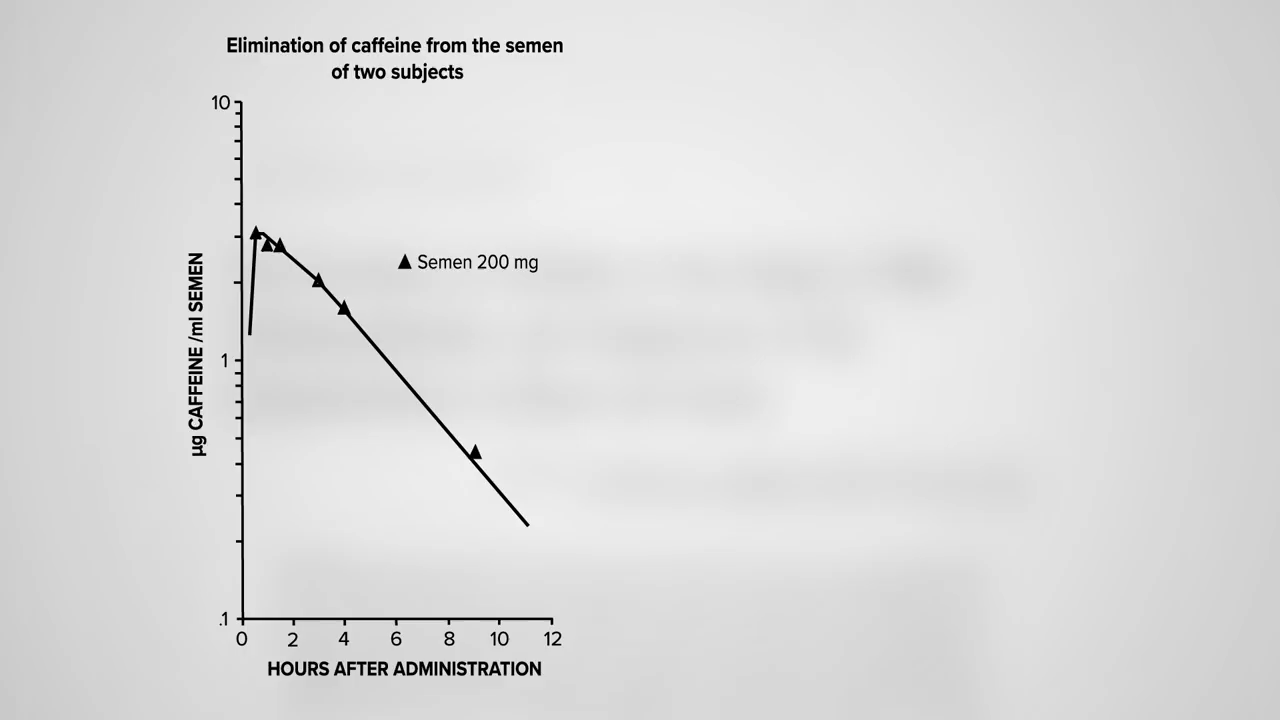 Elimination of caffeine from the semen
of two subjects
10
1
.1
µg CAFFEINE /ml SEMEN
Semen 200 mg
0 2 4 6 8 10 12
HOURS AFTER ADMINISTRATION